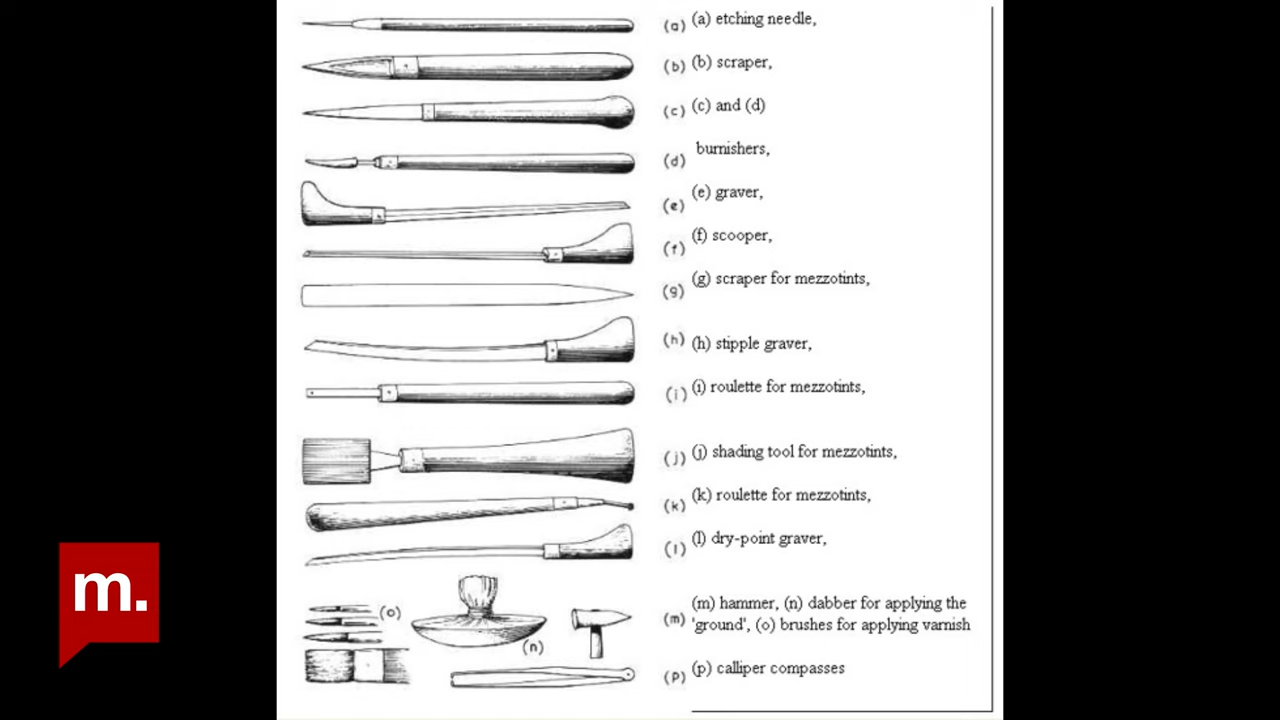 (a) (a) etching needle,
(b) (b) scraper,
(c) (c) and (d)
(d) burnishers,
(e) (e) graver,
(f) (f) scooper,
(g) (g) scraper for mezzotints,
(h) (h) stipple graver,
(i) (i) roulette for mezzotints,
(j) (j) shading tool for mezzotints,
(k) (k) roulette for mezzotints,
(l) (l) dry-point graver,
m.
(o) (m) (m) hammer, (n) dabber for applying the
(n) 'ground', (o) brushes for applying varnish
(p) (p) calliper compasses